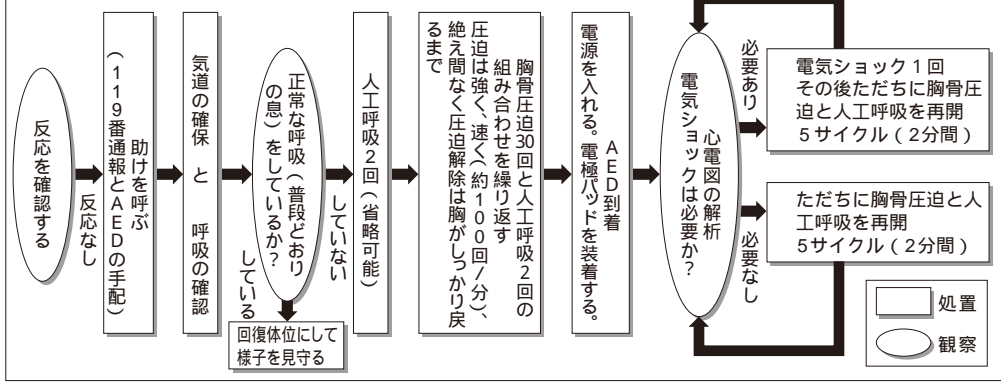 反応を確認する
反応なし
助けを呼ぶ
(119番通報とAEDの手配)
気道の確保 と 呼吸の確認
正常な呼吸(普段どおり
の息)をしているか?
している
回復体位にして
様子を見守る
していない
人工呼吸2回(省略可能)
胸骨圧迫30回と人工呼吸2回の
組み合わせを繰り返す
圧迫は強く、速く(約100回/分)、
絶え間なく圧迫解除は胸がしっかり戻
るまで
AED到着
電源を入れる。電極パッドを装着する。
心電図の解析
電気ショックは必要か?
必要あり
電気ショック1回
その後ただちに胸骨圧
迫と人工呼吸を再開
5サイクル(2分間)
必要なし
ただちに胸骨圧迫と人
工呼吸を再開
5サイクル(2分間)
処置
観察